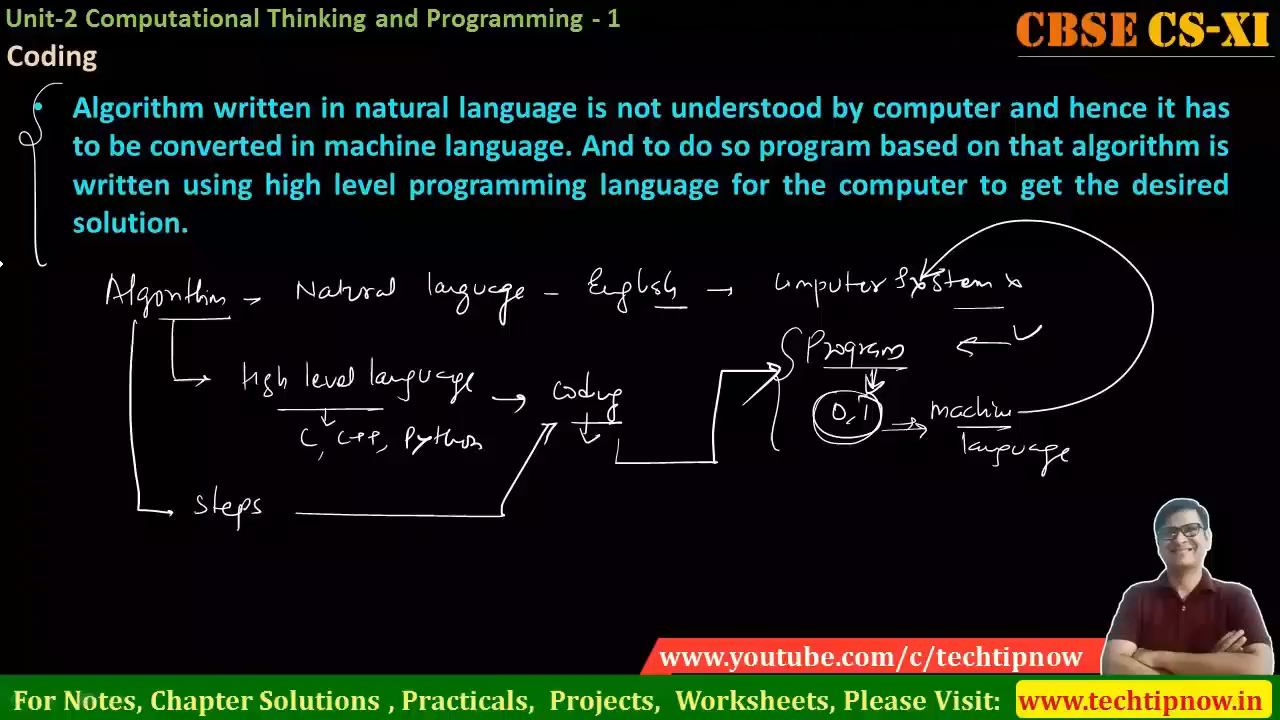 Unit-2 Computational Thinking and Programming - 1
CBSE CS-XI
Coding
• Algorithm written in natural language is not understood by computer and hence it has
to be converted in machine language. And to do so program based on that algorithm is
written using high level programming language for the computer to get the desired
solution.
Algorithm → Natural language - English → Computer System x
Program
High level language → Coding
0,1 → machin
C, C++, Python
language
Steps
www.youtube.com/c/techtipnow
For Notes, Chapter Solutions , Practicals, Projects, Worksheets, Please Visit: www.techtipnow.in